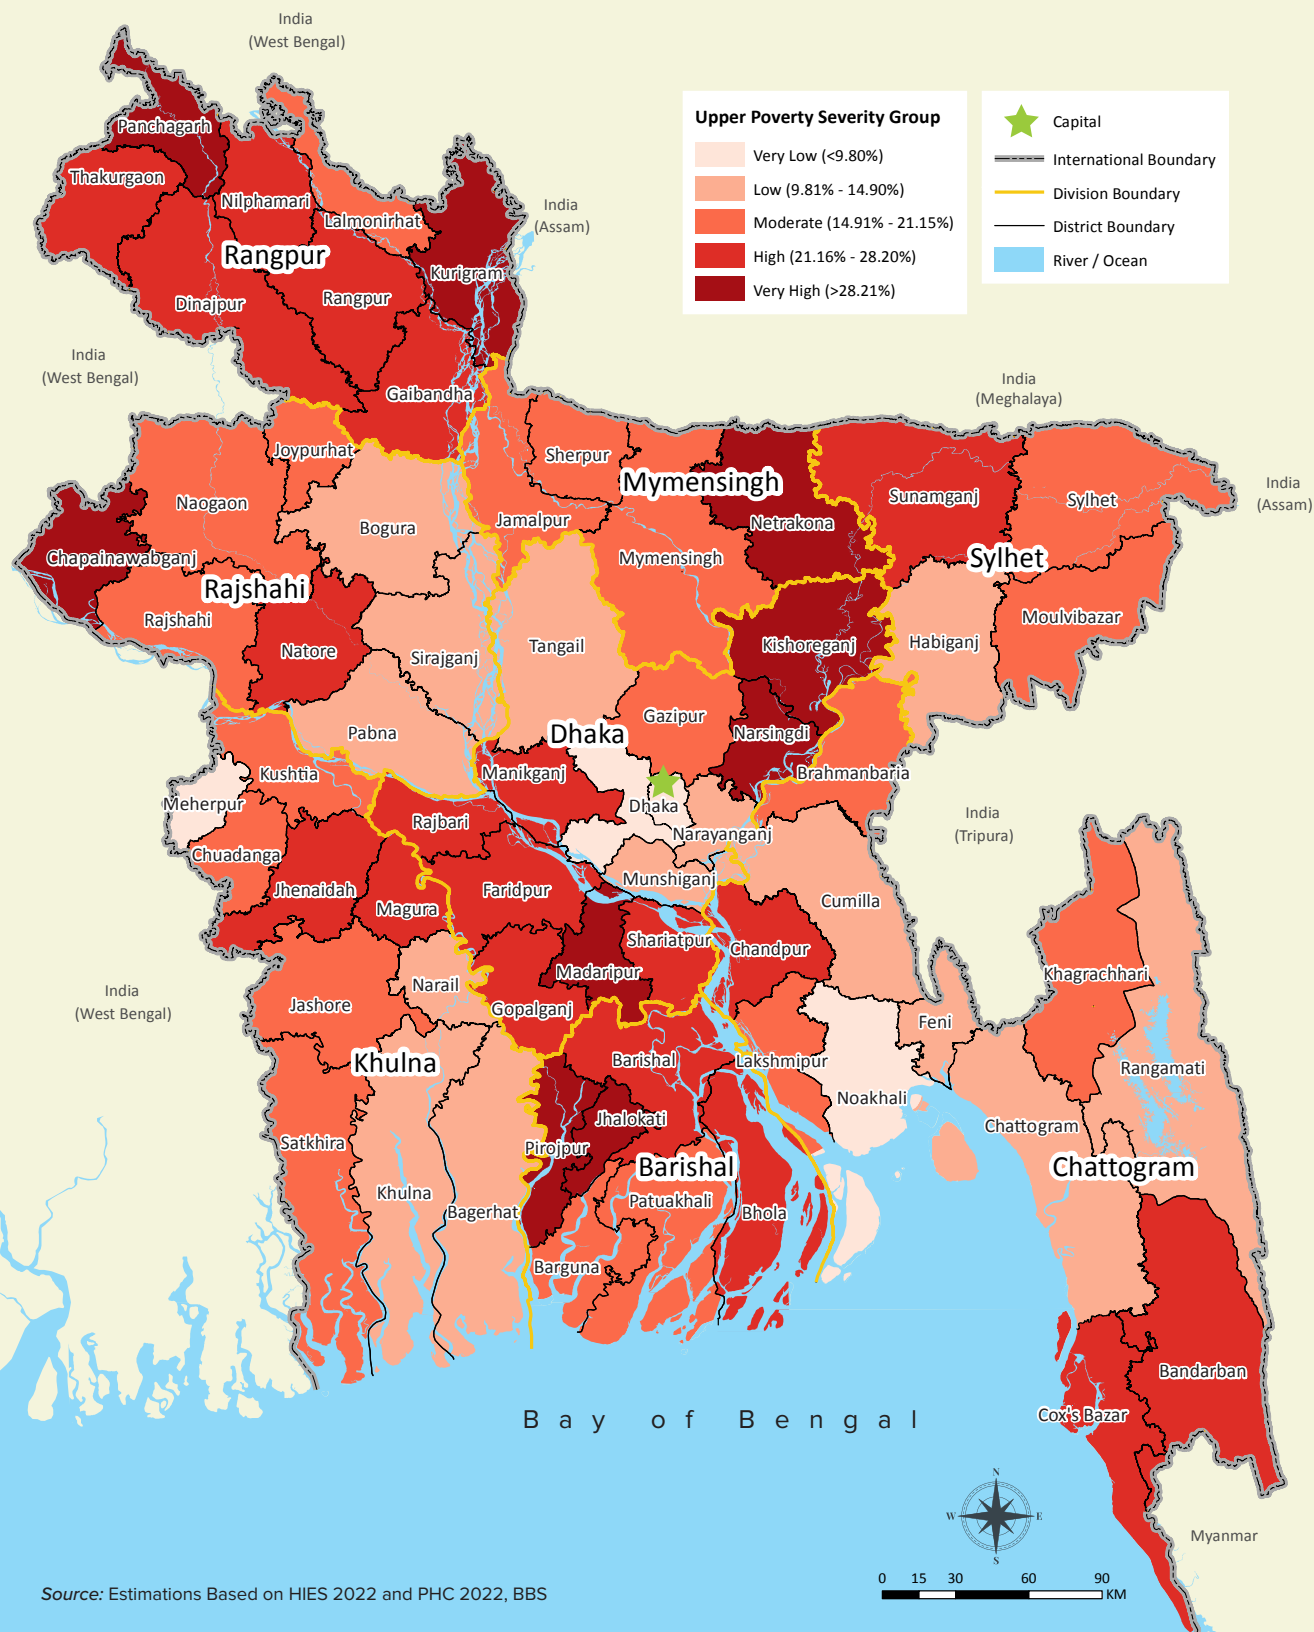 India
(West Bengal)
Upper Poverty Severity Group
Very Low (<9.80%)
Low (9.81% - 14.90%)
Moderate (14.91% - 21.15%)
High (21.16% - 28.20%)
Very High (>28.21%)
Capital
International Boundary
Division Boundary
District Boundary
River / Ocean
Panchagarh
Thakurgaon
Nilphamari
Lalmonirhat
India
(Assam)
Rangpur
Kurigram
Dinajpur
Rangpur
India
(West Bengal)
Gaibandha
India
(Meghalaya)
Joypurhat
Sherpur
Mymensingh
India
(Assam)
Naogaon
Bogura
Jamalpur
Netrakona
Sunamganj
Sylhet
Chapainawabganj
Mymensingh
Sylhet
Rajshahi
Rajshahi
Natore
Sirajganj
Tangail
Kishoreganj
Habiganj
Moulvibazar
Gazipur
Pabna
Dhaka
Narsingdi
Kushtia
Manikganj
Brahmanbaria
Meherpur
Dhaka
Rajbari
Narayanganj
India
(Tripura)
Chuadanga
Jhenaidah
Magura
Faridpur
Munshiganj
Cumilla
Shariatpur
Chandpur
Madaripur
Khagrachhari
Narail
India
(West Bengal)
Jashore
Gopalganj
Feni
Khulna
Barishal
Lakshmipur
Rangamati
Noakhali
Jhalokati
Chattogram
Satkhira
Pirojpur
Barishal
Chattogram
Khulna
Bagerhat
Patuakhali
Bhola
Barguna
Bandarban
Cox's Bazar
Bay of Bengal
N
W
E
S
Myanmar
0 15 30 60 90
KM
Source: Estimations Based on HIES 2022 and PHC 2022, BBS